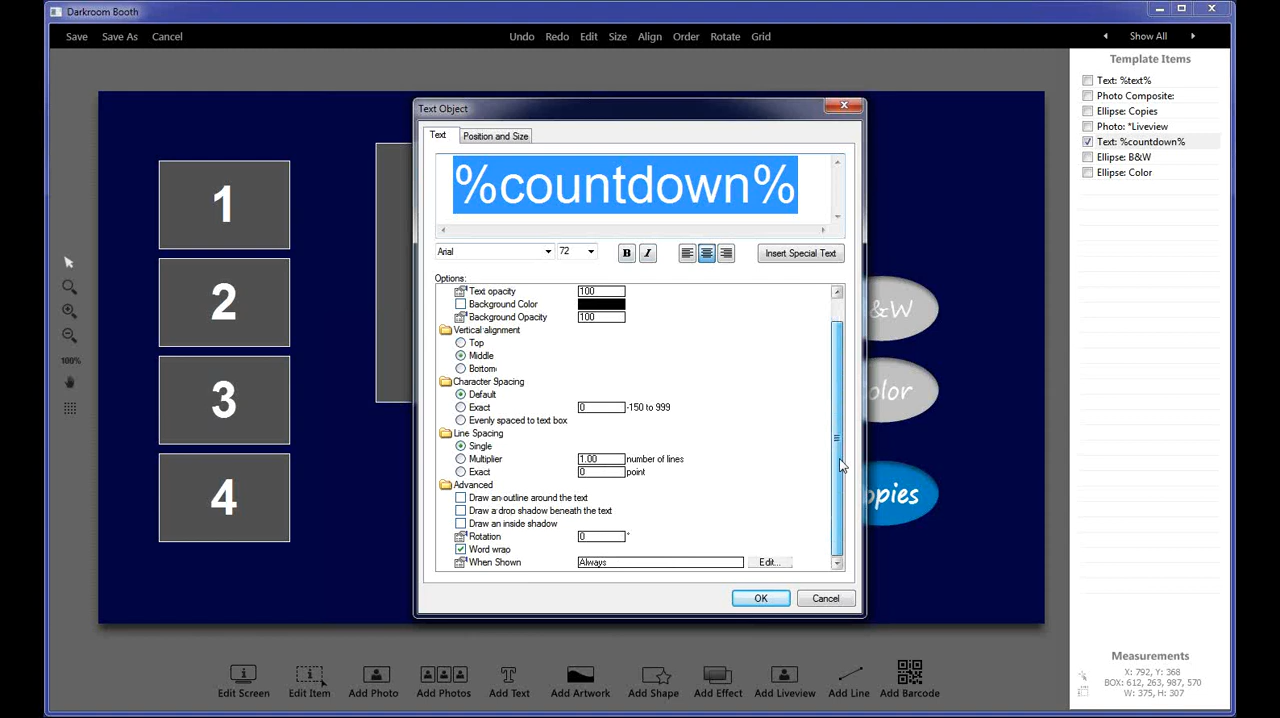 Darkroom Booth
Save Save As Cancel Undo Redo Edit Size Align Order Rotate Grid Show All
Template Items
Text: %text%
Photo Composite:
Ellipse: Copies
Photo: *Liveview
Text: %countdown%
Ellipse: B&W
Ellipse: Color
1
2
3
4
100%
Text Object
Text Position and Size
%countdown%
Arial 72 B I Insert Special Text
Options:
Text opacity 100
Background Color
Background Opacity 100
Vertical alignment
Top
Middle
Bottom
Character Spacing
Default
Exact 0 -150 to 999
Evenly spaced to text box
Line Spacing
Single
Multiplier 1.00 number of lines
Exact 0 point
Advanced
Draw an outline around the text
Draw a drop shadow beneath the text
Draw an inside shadow
Rotation 0 °
Word wrap
When Shown Always Edit...
OK Cancel
&W
olor
opies
Edit Screen Edit Item Add Photo Add Photos Add Text Add Artwork Add Shape Add Effect Add Liveview Add Line Add Barcode
Measurements
X: 792, Y: 368
BOX: 612, 263, 987, 570
W: 375, H: 307